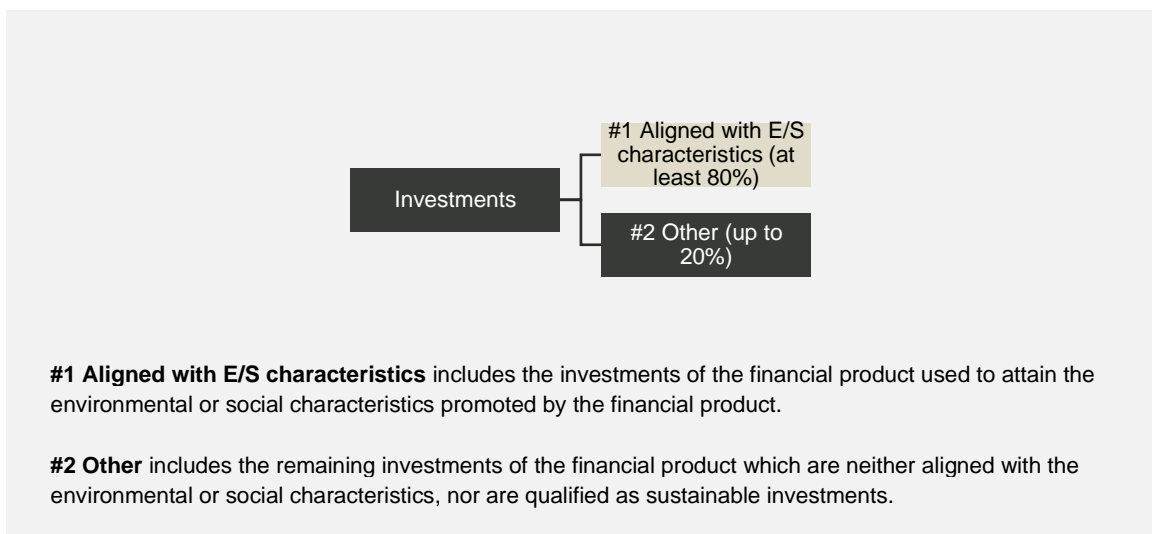 #1 Aligned with E/S
characteristics (at
least 80%)
Investments
#2 Other (up to
20%)
#1 Aligned with E/S characteristics includes the investments of the financial product used to attain the
environmental or social characteristics promoted by the financial product.
#2 Other includes the remaining investments of the financial product which are neither aligned with the
environmental or social characteristics, nor are qualified as sustainable investments.